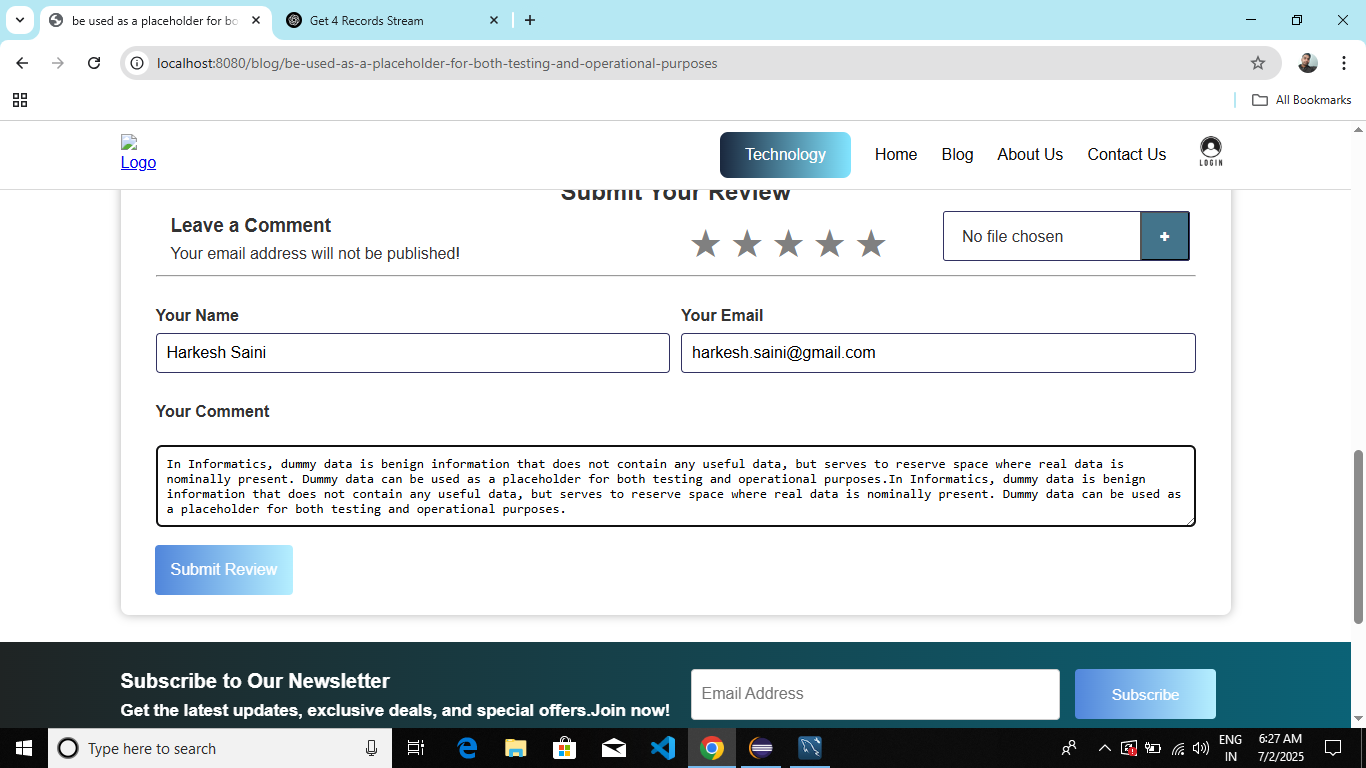 be used as a placeholder for bo
Get 4 Records Stream
localhost:8080/blog/be-used-as-a-placeholder-for-both-testing-and-operational-purposes
All Bookmarks
Logo
Technology
Home
Blog
About Us
Contact Us
LOGIN
Submit Your Review
Leave a Comment
Your email address will not be published!
No file chosen
+
Your Name
Your Email
Harkesh Saini
harkesh.saini@gmail.com
Your Comment
In Informatics, dummy data is benign information that does not contain any useful data, but serves to reserve space where real data is
nominally present. Dummy data can be used as a placeholder for both testing and operational purposes.In Informatics, dummy data is benign
information that does not contain any useful data, but serves to reserve space where real data is nominally present. Dummy data can be used as
a placeholder for both testing and operational purposes.
Submit Review
Subscribe to Our Newsletter
Get the latest updates, exclusive deals, and special offers.Join now!
Email Address
Subscribe
Type here to search
ENG
IN
6:27 AM
7/2/2025